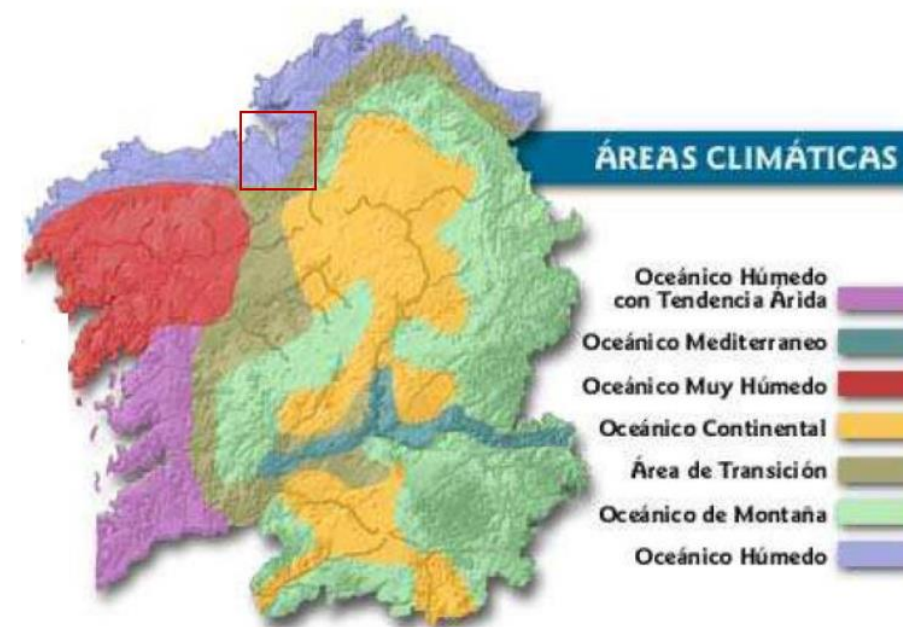 ÁREAS CLIMÁTICAS
Oceánico Húmedo
con Tendencia Árida
Oceánico Mediterraneo
Oceánico Muy Húmedo
Oceánico Continental
Área de Transición
Oceánico de Montaña
Oceánico Húmedo